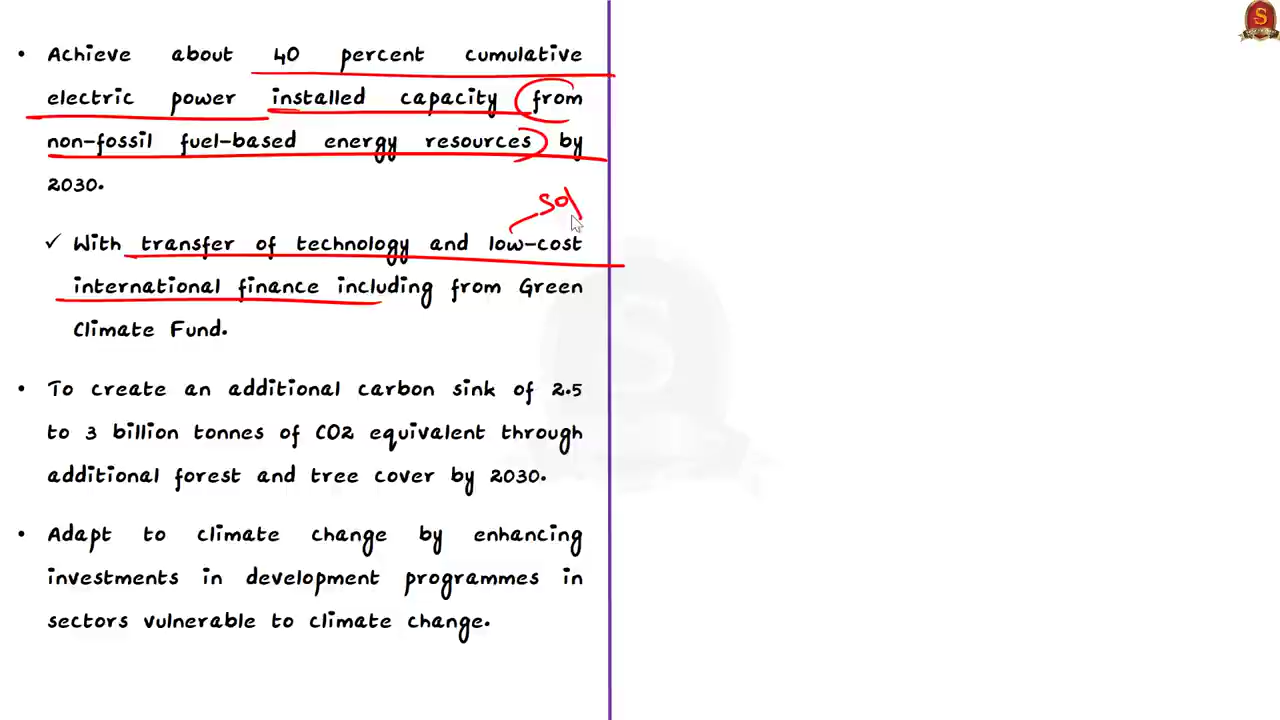 • Achieve about 40 percent cumulative
electric power installed capacity from
non-fossil fuel-based energy resources by
2030.
sol
✓ With transfer of technology and low-cost
international finance including from Green
Climate Fund.
• To create an additional carbon sink of 2.5
to 3 billion tonnes of CO2 equivalent through
additional forest and tree cover by 2030.
• Adapt to climate change by enhancing
investments in development programmes in
sectors vulnerable to climate change.
S